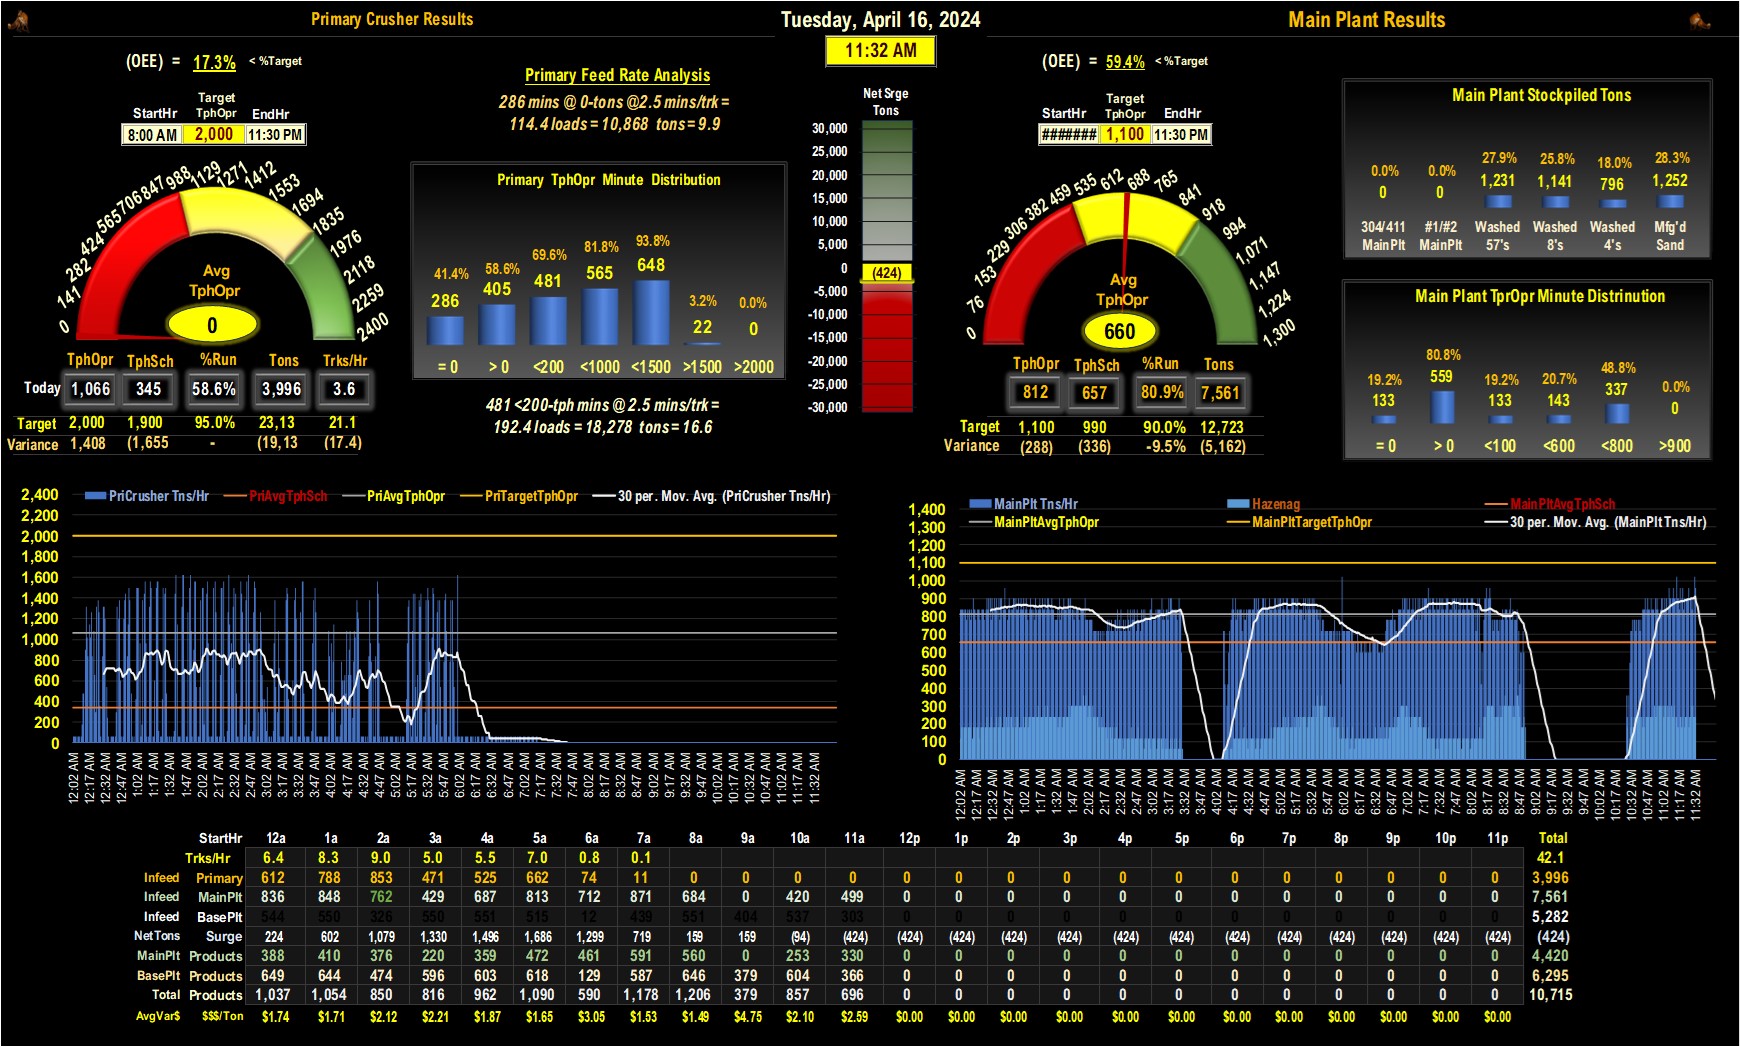 Primary Crusher Results
Tuesday, April 16, 2024
Main Plant Results
11:32 AM
(OEE) = 17.3% < %Target
StartHr Target TphOpr EndHr
8:00 AM 2,000 11:30 PM
0 141 282 424 565 706 847 988 1129 1271 1412 1553 1694 1835 1976 2118 2259 2400
Avg
TphOpr
0
TphOpr TphSch %Run Tons Trks/Hr
Today 1,066 345 58.6% 3,996 3.6
Target 2,000 1,900 95.0% 23,13 21.1
Variance 1,408 (1,655 - (19,13 (17.4)
Primary Feed Rate Analysis
286 mins @ 0-tons @2.5 mins/trk =
114.4 loads = 10,868 tons = 9.9
Primary TphOpr Minute Distribution
41.4% 58.6% 69.6% 81.8% 93.8% 3.2% 0.0%
286 405 481 565 648 22 0
= 0 > 0 <200 <1000 <1500 >1500 >2000
481 <200-tph mins @ 2.5 mins/trk =
192.4 loads = 18,278 tons = 16.6
Net Srge
Tons
30,000
25,000
20,000
15,000
10,000
5,000
0
(424)
-5,000
-10,000
-15,000
-20,000
-25,000
-30,000
(OEE) = 59.4% < %Target
StartHr Target TphOpr EndHr
####### 1,100 11:30 PM
0 76 153 229 306 382 459 535 612 688 765 841 918 994 1,071 1,147 1,224 1,300
Avg
TphOpr
660
TphOpr TphSch %Run Tons
812 657 80.9% 7,561
Target 1,100 990 90.0% 12,723
Variance (288) (336) -9.5% (5,162)
Main Plant Stockpiled Tons
0.0% 0.0% 27.9% 25.8% 18.0% 28.3%
0 0 1,231 1,141 796 1,252
304/411 #1/#2 Washed Washed Washed Mfg'd
MainPlt MainPlt 57's 8's 4's Sand
Main Plant TprOpr Minute Distrinution
19.2% 80.8% 19.2% 20.7% 48.8% 0.0%
133 559 133 143 337 0
= 0 > 0 <100 <600 <800 >900
PriCrusher Tns/Hr PriAvgTphSch PriAvgTphOpr PriTargetTphOpr 30 per. Mov. Avg. (PriCrusher Tns/Hr)
2,400
2,200
2,000
1,800
1,600
1,400
1,200
1,000
800
600
400
200
0
12:02 AM 12:17 AM 12:32 AM 12:47 AM 1:02 AM 1:17 AM 1:32 AM 1:47 AM 2:02 AM 2:17 AM 2:32 AM 2:47 AM 3:02 AM 3:17 AM 3:32 AM 3:47 AM 4:02 AM 4:17 AM 4:32 AM 4:47 AM 5:02 AM 5:17 AM 5:32 AM 5:47 AM 6:02 AM 6:17 AM 6:32 AM 6:47 AM 7:02 AM 7:17 AM 7:32 AM 7:47 AM 8:02 AM 8:17 AM 8:32 AM 8:47 AM 9:02 AM 9:17 AM 9:32 AM 9:47 AM 10:02 AM 10:17 AM 10:32 AM 10:47 AM 11:02 AM 11:17 AM 11:32 AM
MainPlt Tns/Hr Hazenag MainPltAvgTphSch
MainPltAvgTphOpr MainPltTargetTphOpr 30 per. Mov. Avg. (MainPlt Tns/Hr)
1,400
1,300
1,200
1,100
1,000
900
800
700
600
500
400
300
200
100
0
12:02 AM 12:17 AM 12:32 AM 12:47 AM 1:02 AM 1:17 AM 1:32 AM 1:47 AM 2:02 AM 2:17 AM 2:32 AM 2:47 AM 3:02 AM 3:17 AM 3:32 AM 3:47 AM 4:02 AM 4:17 AM 4:32 AM 4:47 AM 5:02 AM 5:17 AM 5:32 AM 5:47 AM 6:02 AM 6:17 AM 6:32 AM 6:47 AM 7:02 AM 7:17 AM 7:32 AM 7:47 AM 8:02 AM 8:17 AM 8:32 AM 8:47 AM 9:02 AM 9:17 AM 9:32 AM 9:47 AM 10:02 AM 10:17 AM 10:32 AM 10:47 AM 11:02 AM 11:17 AM 11:32 AM
StartHr 12a 1a 2a 3a 4a 5a 6a 7a 8a 9a 10a 11a 12p 1p 2p 3p 4p 5p 6p 7p 8p 9p 10p 11p Total
Trks/Hr 6.4 8.3 9.0 5.0 5.5 7.0 0.8 0.1 42.1
Infeed Primary 612 788 853 471 525 662 74 11 0 0 0 0 0 0 0 0 0 0 0 0 0 0 0 0 3,996
Infeed MainPlt 836 848 762 429 687 813 712 871 684 0 420 499 0 0 0 0 0 0 0 0 0 0 0 0 7,561
Infeed BasePlt 544 550 326 550 551 515 12 439 551 404 537 303 0 0 0 0 0 0 0 0 0 0 0 0 5,282
NetTons Surge 224 602 1,079 1,330 1,496 1,686 1,299 719 159 159 (94) (424) (424) (424) (424) (424) (424) (424) (424) (424) (424) (424) (424) (424) (424)
MainPlt Products 388 410 376 220 359 472 461 591 560 0 253 330 0 0 0 0 0 0 0 0 0 0 0 0 4,420
BasePlt Products 649 644 474 596 603 618 129 587 646 379 604 366 0 0 0 0 0 0 0 0 0 0 0 0 6,295
Total Products 1,037 1,054 850 816 962 1,090 590 1,178 1,206 379 857 696 0 0 0 0 0 0 0 0 0 0 0 0 10,715
AvgVar$ $$$/Ton $1.74 $1.71 $2.12 $2.21 $1.87 $1.65 $3.05 $1.53 $1.49 $4.75 $2.10 $2.59 $0.00 $0.00 $0.00 $0.00 $0.00 $0.00 $0.00 $0.00 $0.00 $0.00 $0.00 $0.00